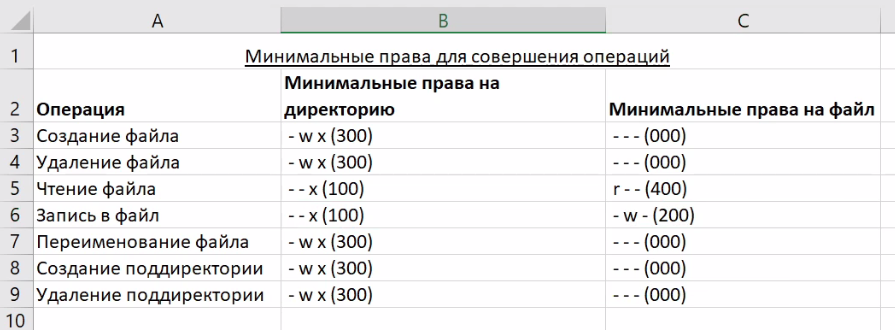 A B C
1 Минимальные права для совершения операций
Минимальные права на
2 Операция директорию Минимальные права на файл
3 Создание файла - w x (300) - - - (000)
4 Удаление файла - w x (300) - - - (000)
5 Чтение файла - - x (100) r - - (400)
6 Запись в файл - - x (100) - w - (200)
7 Переименование файла - w x (300) - - - (000)
8 Создание поддиректории - w x (300) - - - (000)
9 Удаление поддиректории - w x (300) - - - (000)
10